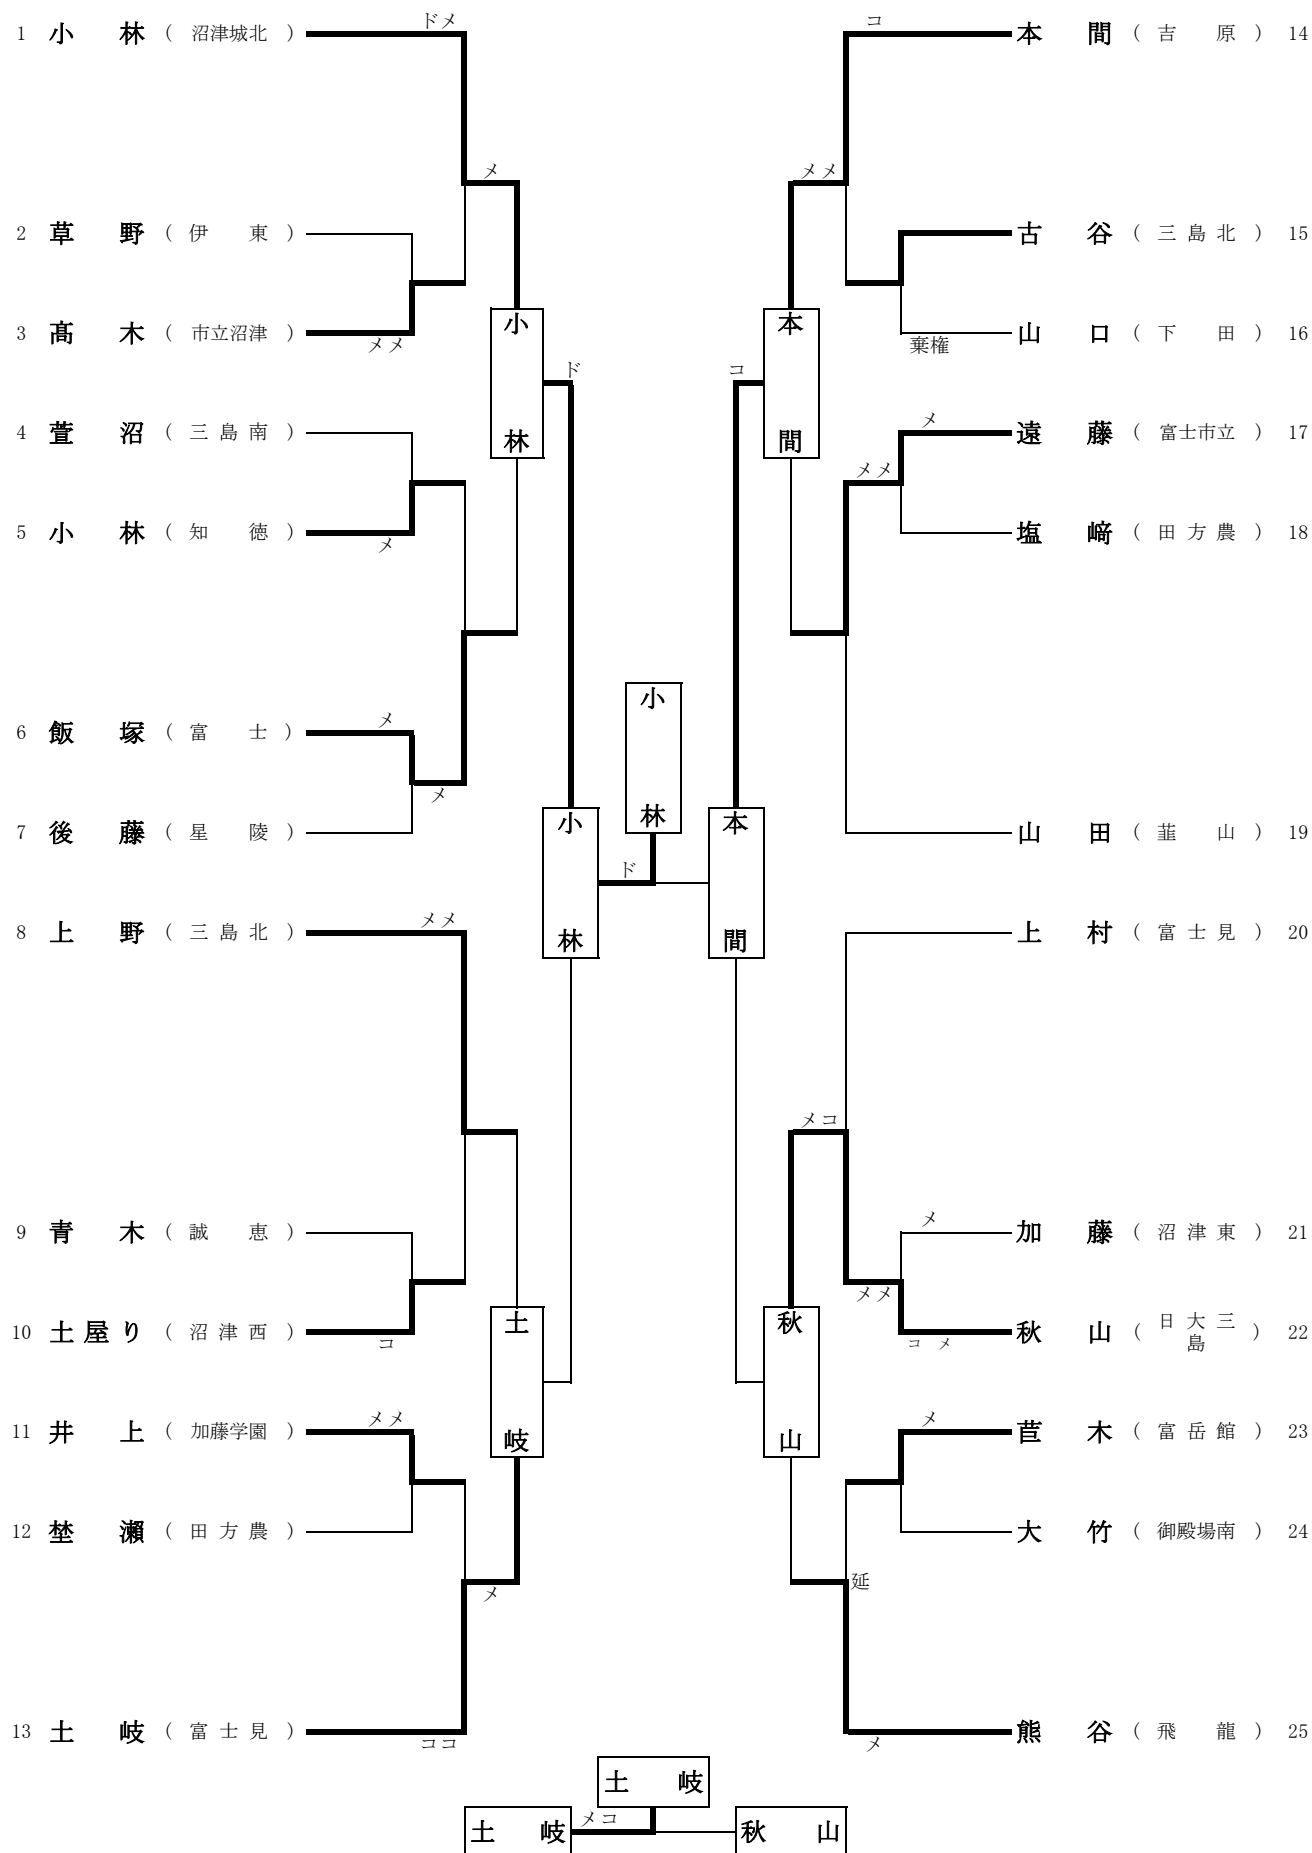 ドメ
コ
1 小林 （ 沼津城北 ）
本間 （ 吉原 ） 14
メ
メメ
2 草野 （ 伊東 ）
古谷 （ 三島北 ） 15
小林
本間
3 髙木 （ 市立沼津 ）
山口 （ 下田 ） 16
メメ
棄権
ド
コ
4 萱沼 （ 三島南 ）
メ
遠藤 （ 富士市立 ） 17
メメ
5 小林 （ 知徳 ）
塩﨑 （ 田方農 ） 18
メ
小林
メ
6 飯塚 （ 富士 ）
メ
小林
本間
7 後藤 （ 星陵 ）
山田 （ 韮山 ） 19
ド
メメ
8 上野 （ 三島北 ）
上村 （ 富士見 ） 20
メコ
メ
9 青木 （ 誠恵 ）
加藤 （ 沼津東 ） 21
メメ
土岐
秋山
10 土屋り （ 沼津西 ）
秋山 （ 日大三島 ） 22
コ
コメ
メメ
メ
11 井上 （ 加藤学園 ）
苣木 （ 富岳館 ） 23
12 埜瀬 （ 田方農 ）
大竹 （ 御殿場南 ） 24
メ
延
13 土岐 （ 富士見 ）
熊谷 （ 飛龍 ） 25
ココ
メ
土岐
土岐 メコ 秋山